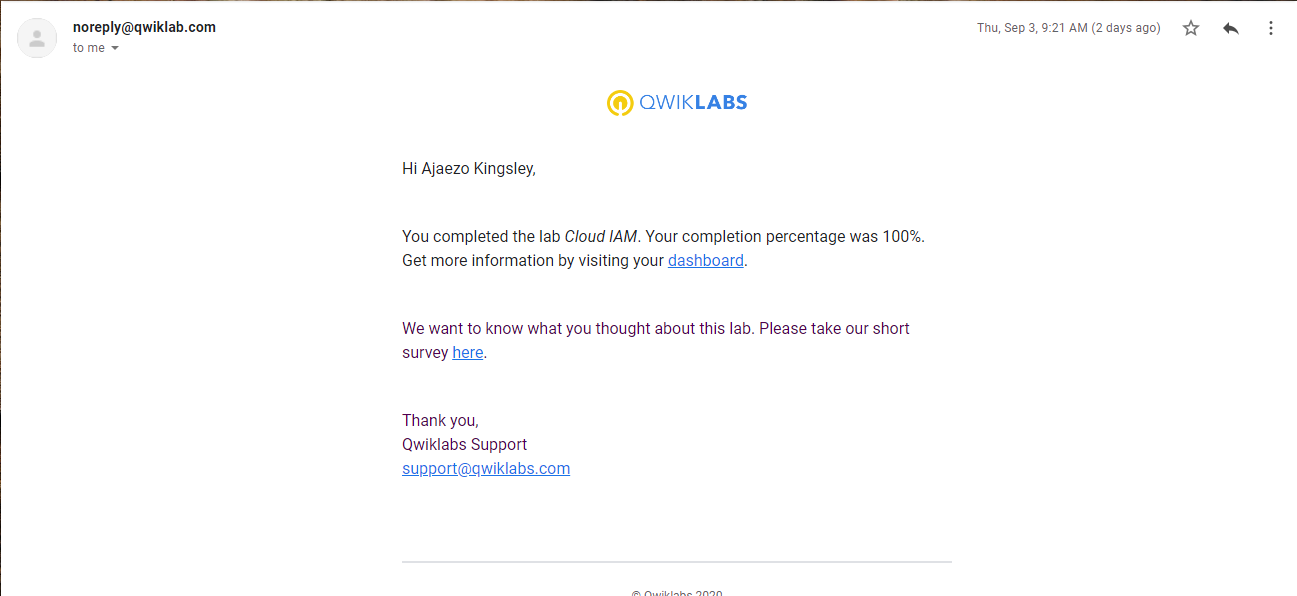 noreply@qwiklab.com
Thu, Sep 3, 9:21 AM (2 days ago)
to me
QWIKLABS
Hi Ajaezo Kingsley,
You completed the lab Cloud IAM. Your completion percentage was 100%.
Get more information by visiting your dashboard.
We want to know what you thought about this lab. Please take our short
survey here.
Thank you,
Qwiklabs Support
support@qwiklabs.com
© Qwiklabs 2020